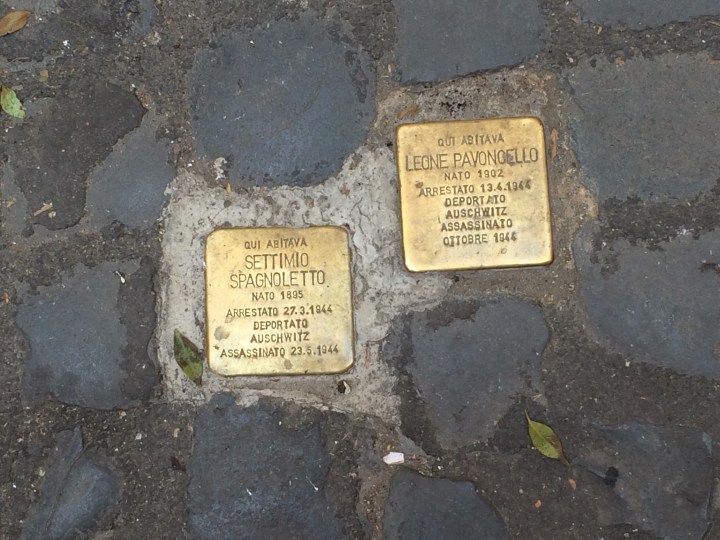 QUI ABITAVA
SETTIMIO
SPAGNOLETTO
NATO 1895
ARRESTATO 27.3.1944
DEPORTATO
AUSCHWITZ
ASSASSINATO 23.5.1944
QUI ABITAVA
LEONE PAVONCELLO
NATO 1902
ARRESTATO 13.4.1944
DEPORTATO
AUSCHWITZ
ASSASSINATO
OTTOBRE 1944